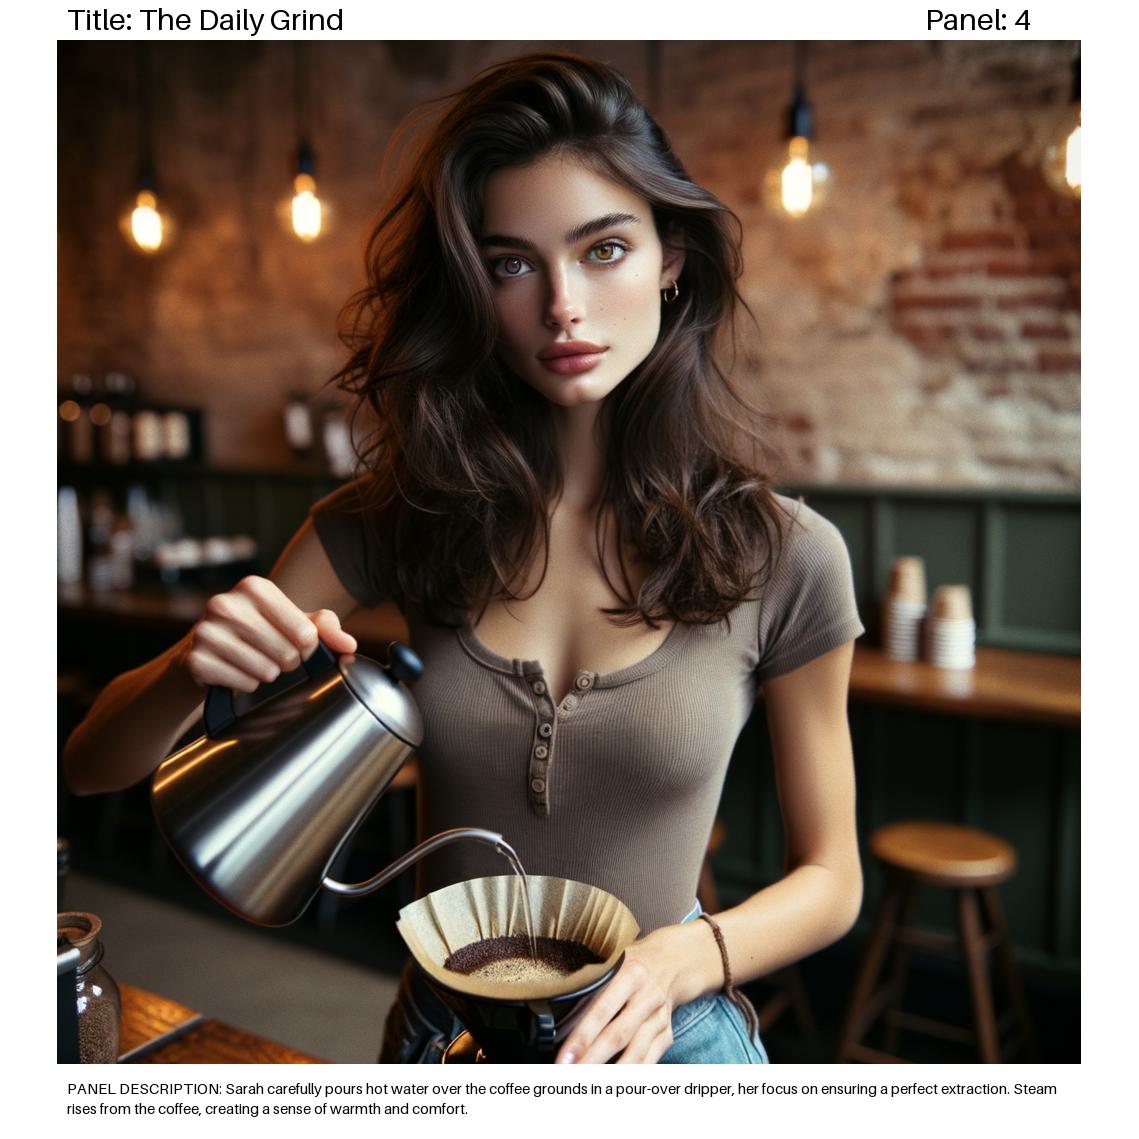 Title: The Daily Grind
Panel: 4
PANEL DESCRIPTION: Sarah carefully pours hot water over the coffee grounds in a pour-over dripper, her focus on ensuring a perfect extraction. Steam
rises from the coffee, creating a sense of warmth and comfort.